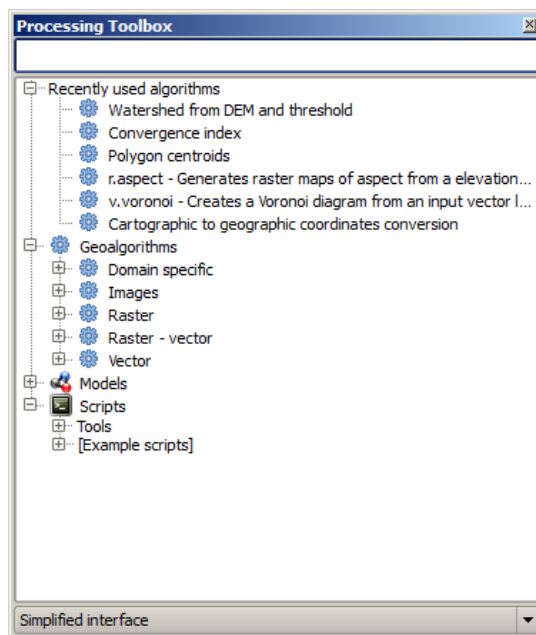 Processing Toolbox
Recently used algorithms
Watershed from DEM and threshold
Convergence index
Polygon centroids
r.aspect - Generates raster maps of aspect from a elevation...
v.voronoi - Creates a Voronoi diagram from an input vector l...
Cartographic to geographic coordinates conversion
Geoalgorithms
Domain specific
Images
Raster
Raster - vector
Vector
Models
Scripts
Tools
[Example scripts]
Simplified interface